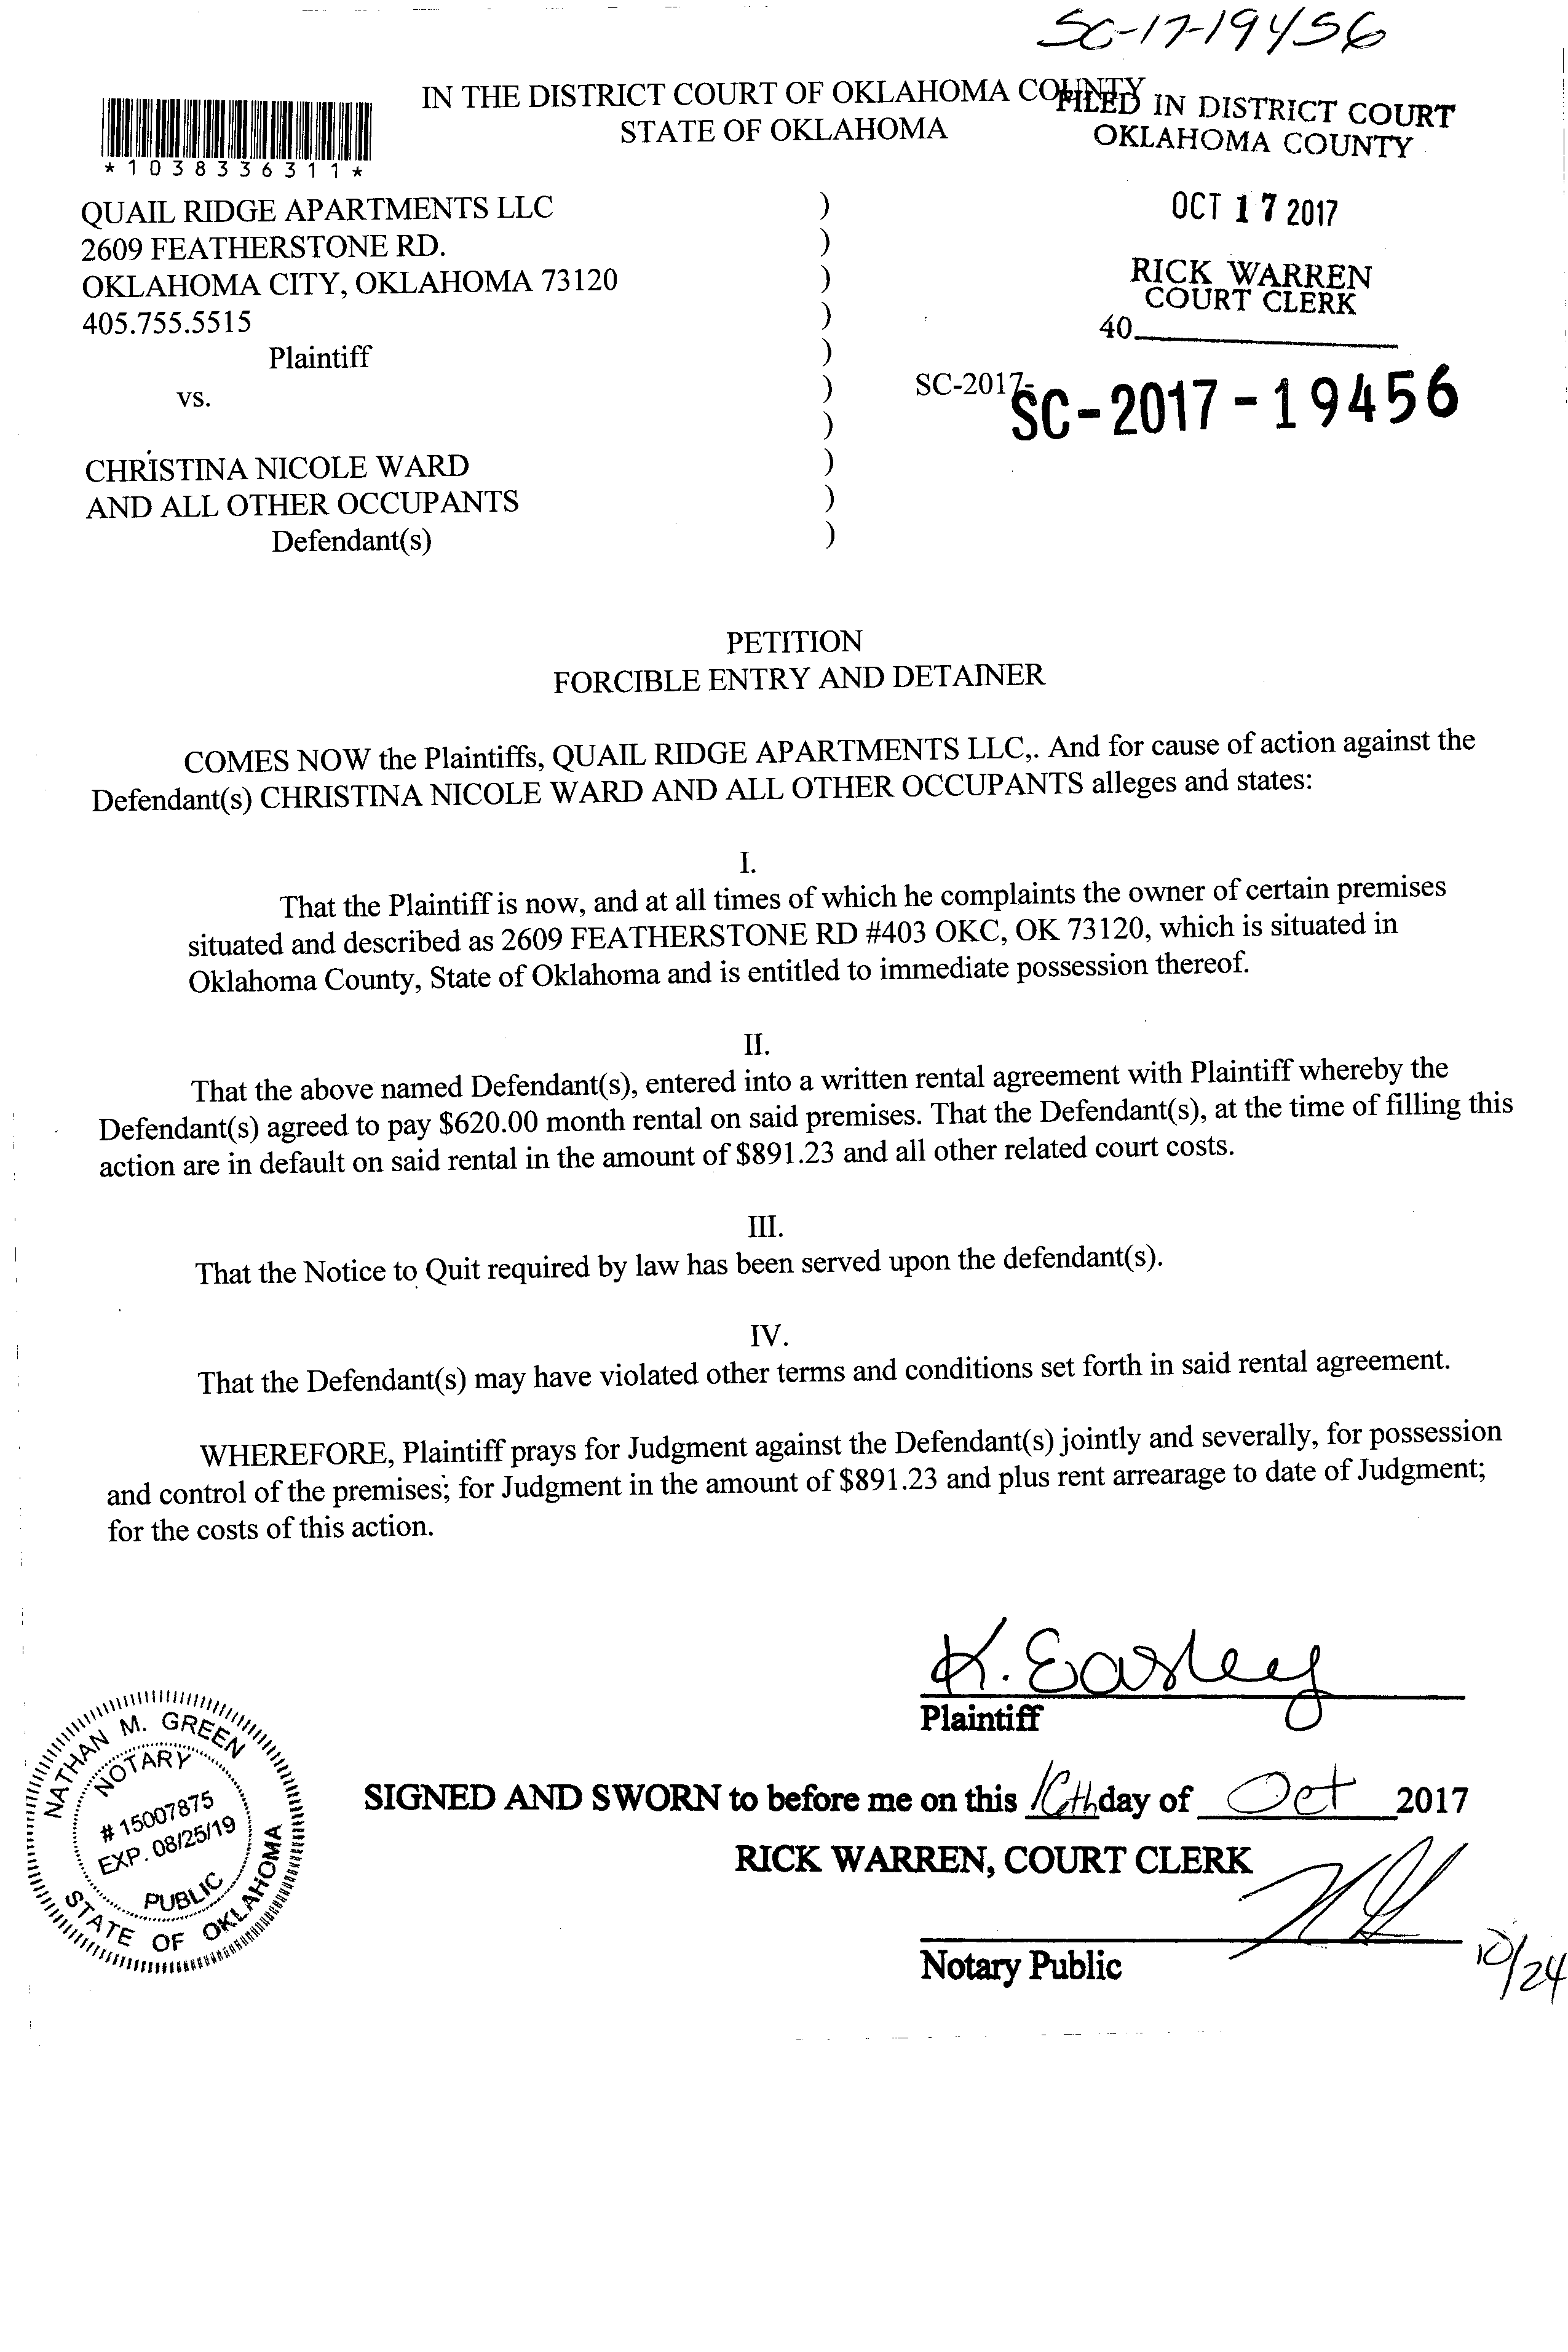 SC-17-19456
IN THE DISTRICT COURT OF OKLAHOMA COUNTY
STATE OF OKLAHOMA
FILED IN DISTRICT COURT
OKLAHOMA COUNTY
*1038336311*
OCT 17 2017
RICK WARREN
COURT CLERK
40
QUAIL RIDGE APARTMENTS LLC )
2609 FEATHERSTONE RD. )
OKLAHOMA CITY, OKLAHOMA 73120 )
405.755.5515 )
Plaintiff )
vs. )
)
CHRISTINA NICOLE WARD )
AND ALL OTHER OCCUPANTS )
Defendant(s) )
SC-2017-
SC-2017-19456
PETITION
FORCIBLE ENTRY AND DETAINER
COMES NOW the Plaintiffs, QUAIL RIDGE APARTMENTS LLC,. And for cause of action against the
Defendant(s) CHRISTINA NICOLE WARD AND ALL OTHER OCCUPANTS alleges and states:
I.
That the Plaintiff is now, and at all times of which he complaints the owner of certain premises
situated and described as 2609 FEATHERSTONE RD #403 OKC, OK 73120, which is situated in
Oklahoma County, State of Oklahoma and is entitled to immediate possession thereof.
II.
That the above named Defendant(s), entered into a written rental agreement with Plaintiff whereby the
Defendant(s) agreed to pay $620.00 month rental on said premises. That the Defendant(s), at the time of filling this
action are in default on said rental in the amount of $891.23 and all other related court costs.
III.
That the Notice to Quit required by law has been served upon the defendant(s).
IV.
That the Defendant(s) may have violated other terms and conditions set forth in said rental agreement.
WHEREFORE, Plaintiff prays for Judgment against the Defendant(s) jointly and severally, for possession
and control of the premises; for Judgment in the amount of $891.23 and plus rent arrearage to date of Judgment;
for the costs of this action.
K. Easley
Plaintiff
SIGNED AND SWORN to before me on this 16th day of Oct 2017
RICK WARREN, COURT CLERK
Notary Public
10/24
NATHAN M. GREEN
NOTARY
# 15007875
EXP. 08/25/19
PUBLIC
STATE OF OKLAHOMA